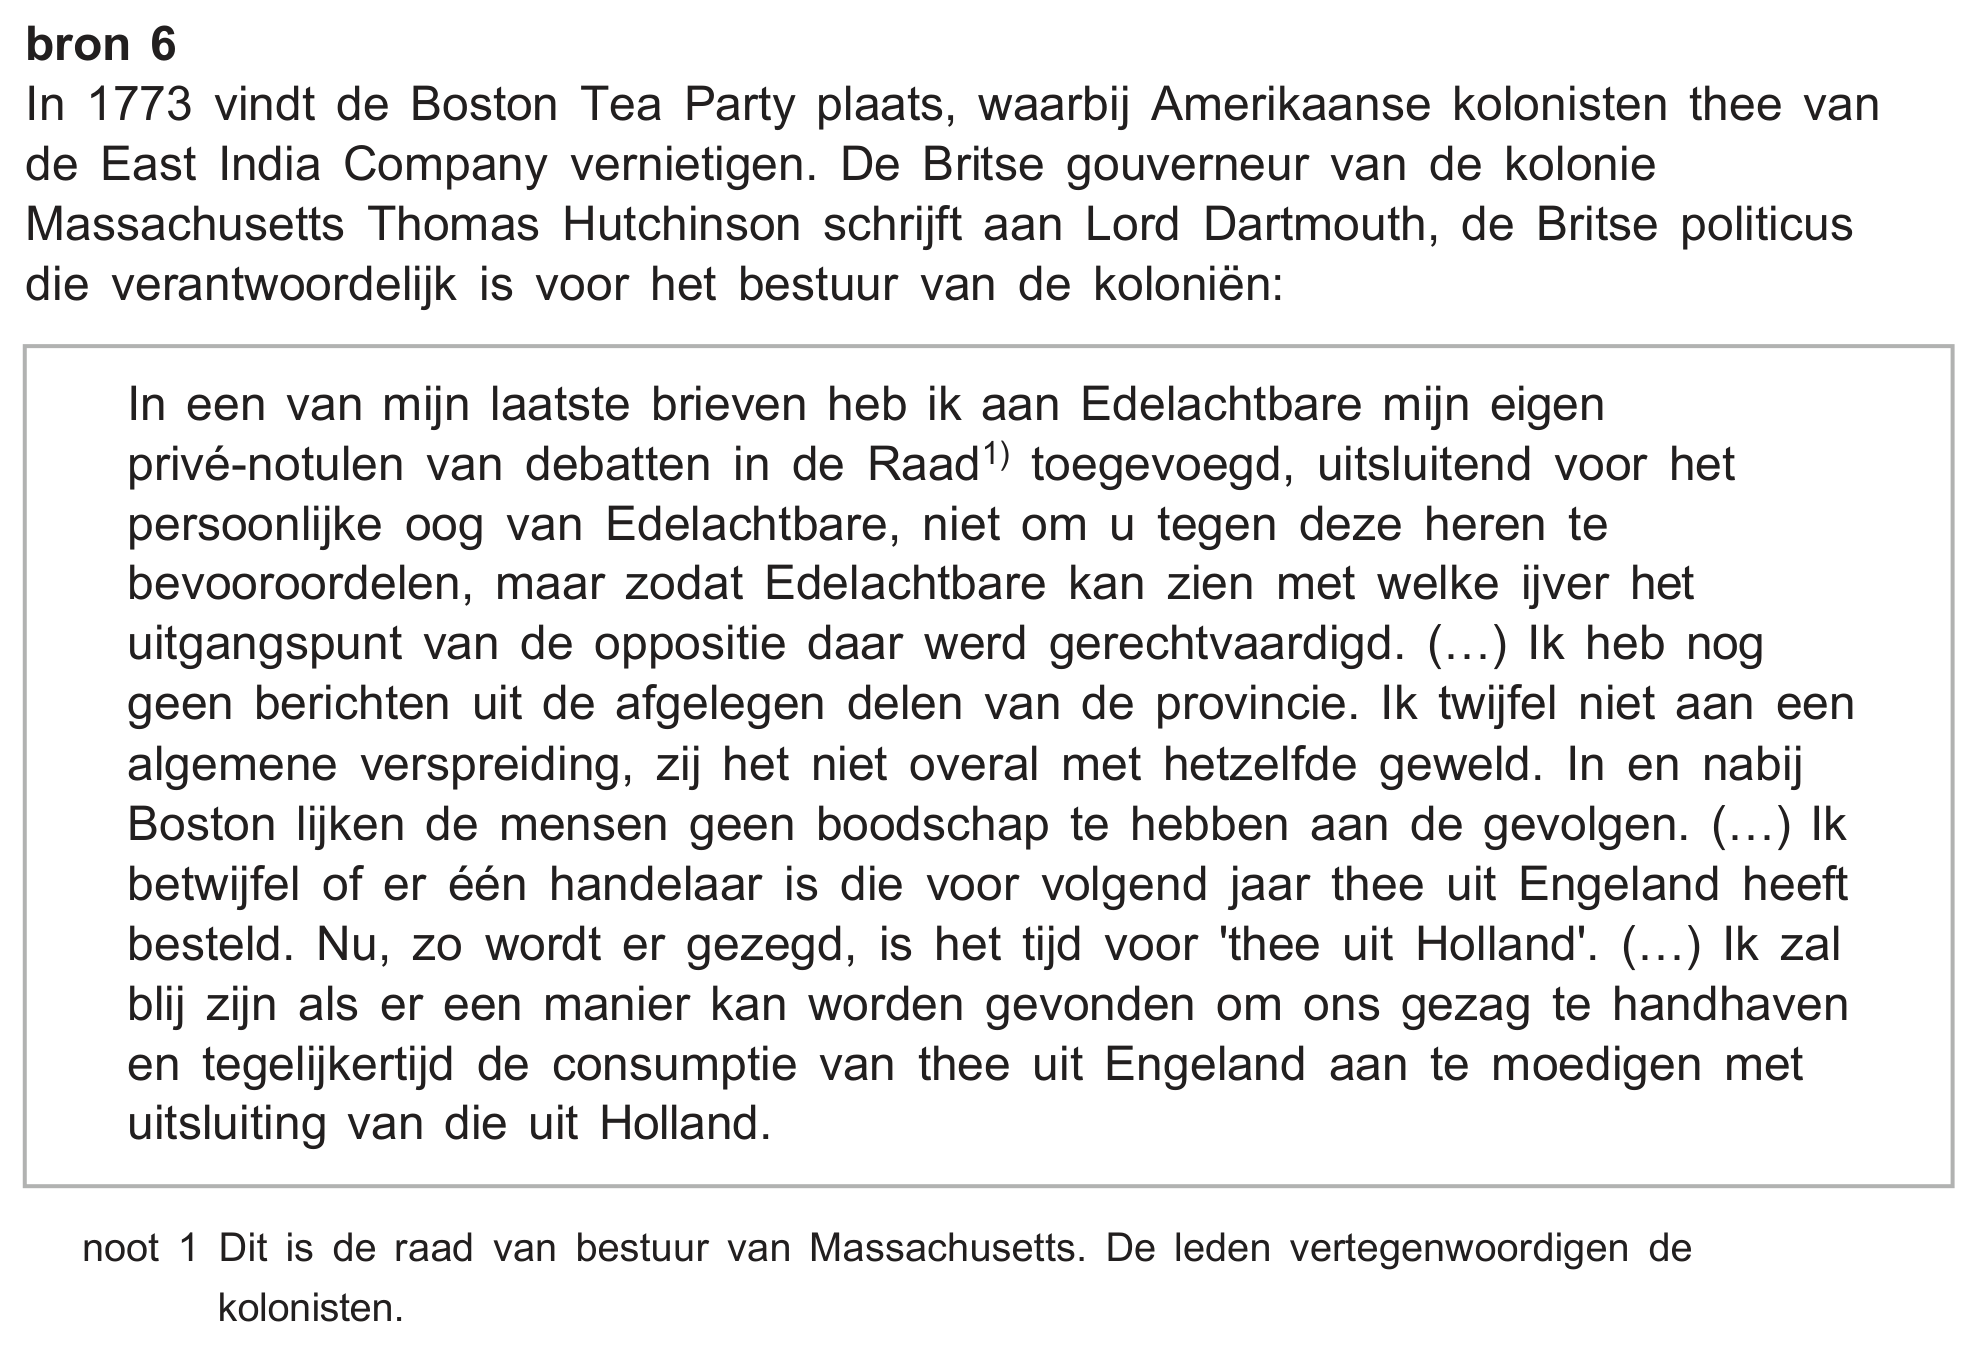 bron 6
In 1773 vindt de Boston Tea Party plaats, waarbij Amerikaanse kolonisten thee van
de East India Company vernietigen. De Britse gouverneur van de kolonie
Massachusetts Thomas Hutchinson schrijft aan Lord Dartmouth, de Britse politicus
die verantwoordelijk is voor het bestuur van de koloniën:
In een van mijn laatste brieven heb ik aan Edelachtbare mijn eigen
privé-notulen van debatten in de Raad1) toegevoegd, uitsluitend voor het
persoonlijke oog van Edelachtbare, niet om u tegen deze heren te
bevooroordelen, maar zodat Edelachtbare kan zien met welke ijver het
uitgangspunt van de oppositie daar werd gerechtvaardigd. (…) Ik heb nog
geen berichten uit de afgelegen delen van de provincie. Ik twijfel niet aan een
algemene verspreiding, zij het niet overal met hetzelfde geweld. In en nabij
Boston lijken de mensen geen boodschap te hebben aan de gevolgen. (…) Ik
betwijfel of er één handelaar is die voor volgend jaar thee uit Engeland heeft
besteld. Nu, zo wordt er gezegd, is het tijd voor 'thee uit Holland'. (…) Ik zal
blij zijn als er een manier kan worden gevonden om ons gezag te handhaven
en tegelijkertijd de consumptie van thee uit Engeland aan te moedigen met
uitsluiting van die uit Holland.
noot 1 Dit is de raad van bestuur van Massachusetts. De leden vertegenwoordigen de
kolonisten.